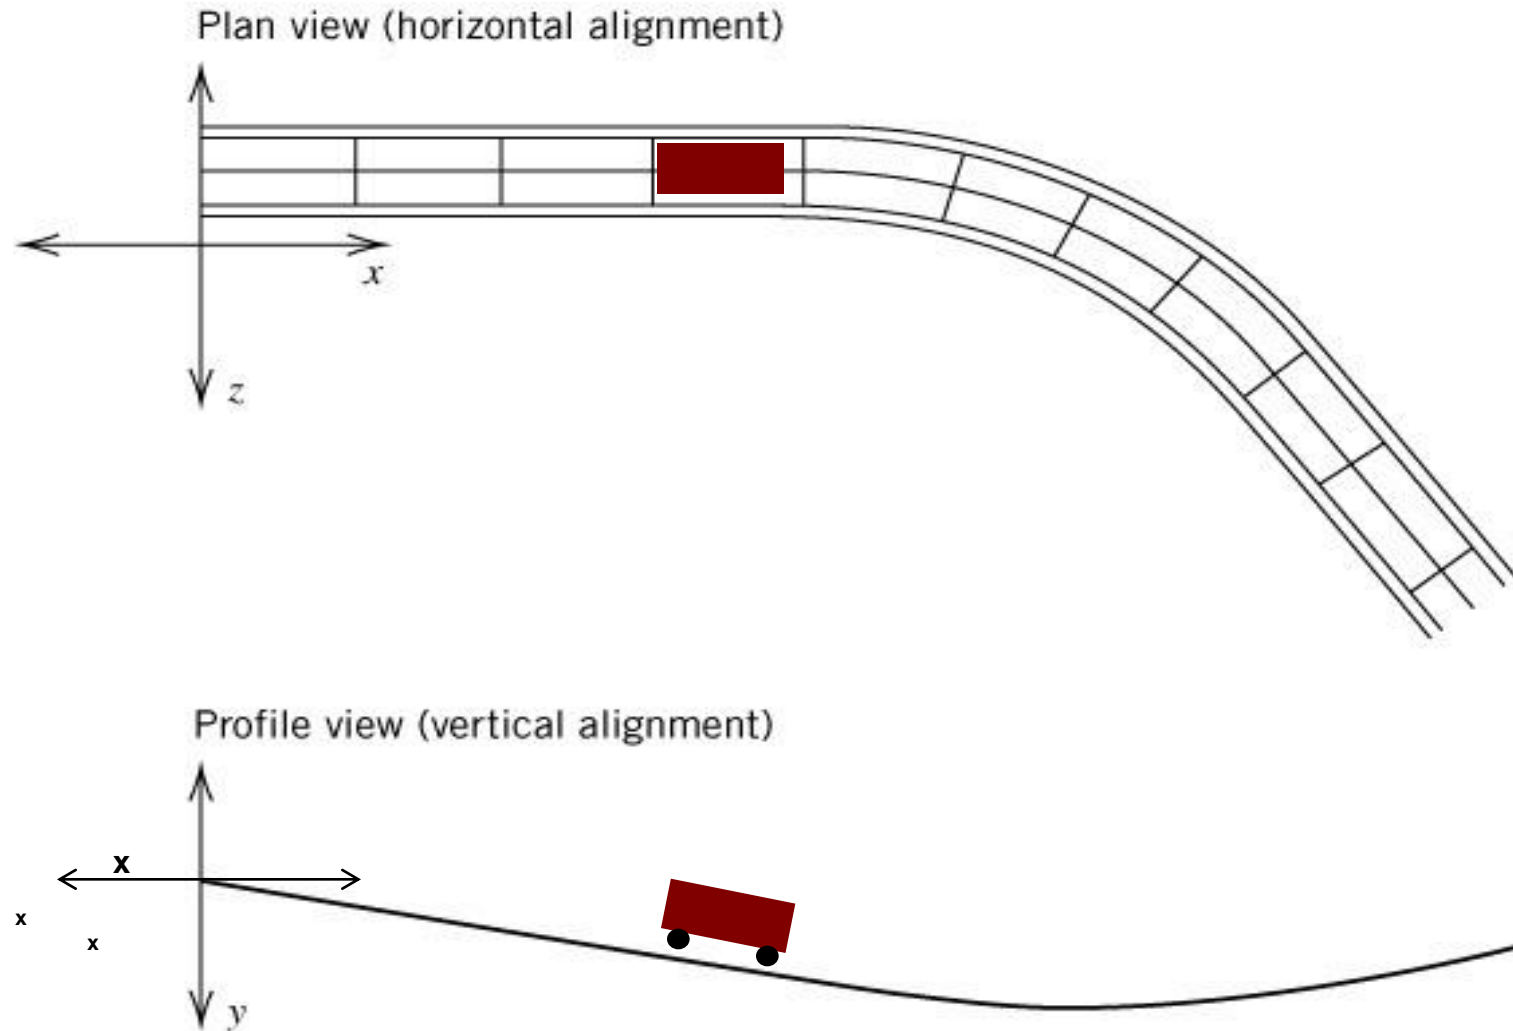 Plan view (horizontal alignment)
x
z
Profile view (vertical alignment)
x
x
x
y